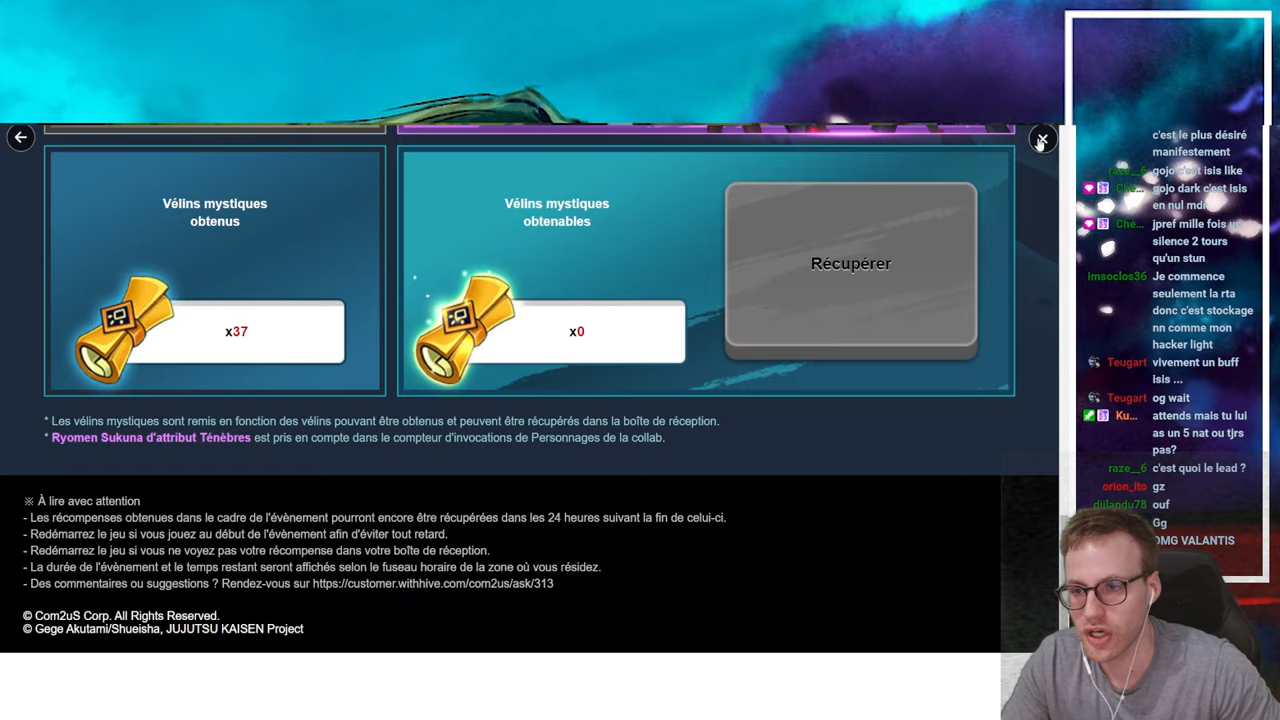 Vélins mystiques
obtenus
x37
Vélins mystiques
obtenables
x0
Récupérer
* Les vélins mystiques sont remis en fonction des vélins pouvant être obtenus et peuvent être récupérés dans la boîte de réception.
* Ryomen Sukuna d'attribut Ténèbres est pris en compte dans le compteur d'invocations de Personnages de la collab.
※ À lire avec attention
- Les récompenses obtenues dans le cadre de l'évènement pourront encore être récupérées dans les 24 heures suivant la fin de celui-ci.
- Redémarrez le jeu si vous jouez au début de l'évènement afin d'éviter tout retard.
- Redémarrez le jeu si vous ne voyez pas votre récompense dans votre boîte de réception.
- La durée de l'évènement et le temps restant seront affichés selon le fuseau horaire de la zone où vous résidez.
- Des commentaires ou suggestions ? Rendez-vous sur https://customer.withhive.com/com2us/ask/313
© Com2uS Corp. All Rights Reserved.
© Gege Akutami/Shueisha, JUJUTSU KAISEN Project
c'est le plus désiré
manifestement
raze__6 gojo c'est isis like
Che... gojo dark c'est isis
en nul mdr
Che... jpref mille fois un
silence 2 tours
qu'un stun
imsoclos36 Je commence
seulement la rta
donc c'est stockage
nn comme mon
hacker light
Teugart vivement un buff
isis ...
Teugart og wait
Ku... attends mais tu lui
as un 5 nat ou tjrs
pas?
raze__6 c'est quoi le lead ?
orion_ito gz
djilandu78 ouf
Gg
OMG VALANTIS